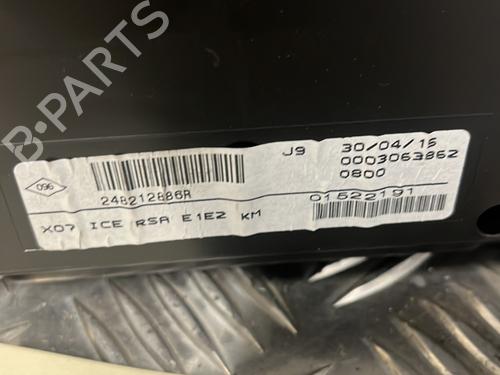 B-PARTS
J9 30/04/15
0003063862
0800
096
248212886R
01522191
X07 ICE RSA E1E2 KM